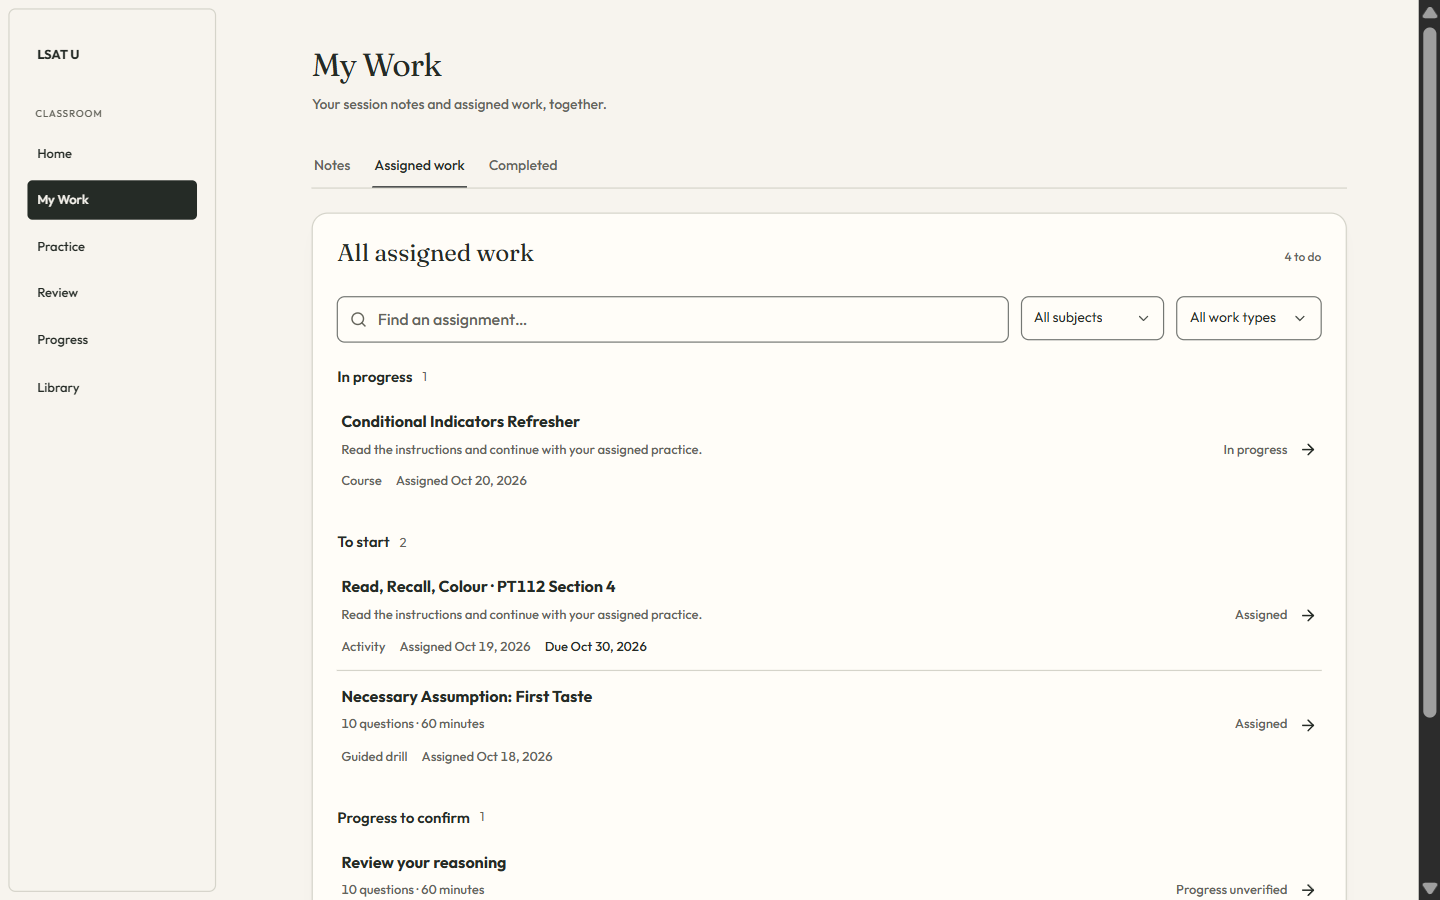 LSAT U
CLASSROOM
Home
My Work
Practice
Review
Progress
Library
My Work
Your session notes and assigned work, together.
Notes
Assigned work
Completed
All assigned work
4 to do
Find an assignment...
All subjects
All work types
In progress 1
Conditional Indicators Refresher
Read the instructions and continue with your assigned practice.
In progress
Course Assigned Oct 20, 2026
To start 2
Read, Recall, Colour · PT112 Section 4
Read the instructions and continue with your assigned practice.
Assigned
Activity Assigned Oct 19, 2026 Due Oct 30, 2026
Necessary Assumption: First Taste
10 questions · 60 minutes
Assigned
Guided drill Assigned Oct 18, 2026
Progress to confirm 1
Review your reasoning
10 questions · 60 minutes
Progress unverified